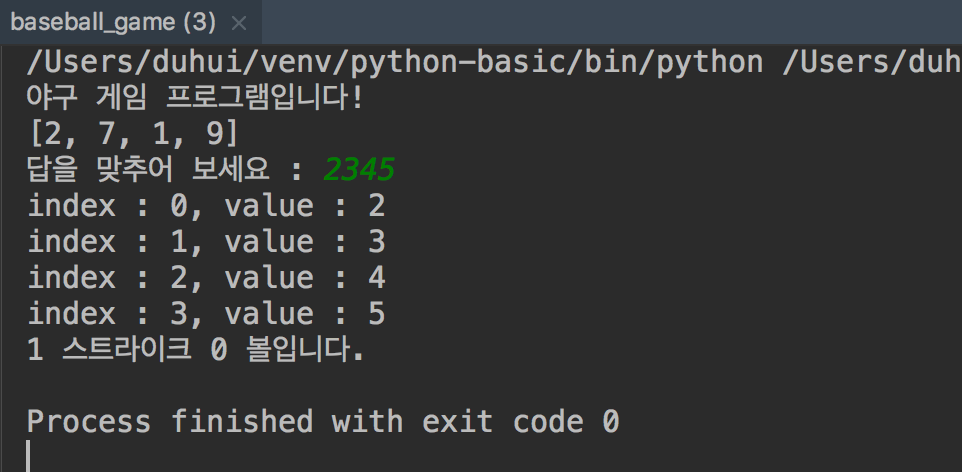 baseball_game (3)
/Users/duhui/venv/python-basic/bin/python /Users/duh
야구 게임 프로그램입니다!
[2, 7, 1, 9]
답을 맞추어 보세요 : 2345
index : 0, value : 2
index : 1, value : 3
index : 2, value : 4
index : 3, value : 5
1 스트라이크 0 볼입니다.
Process finished with exit code 0